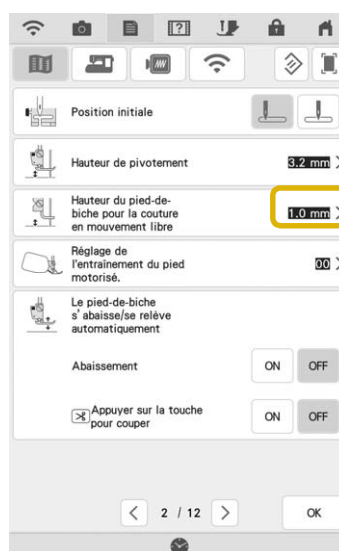 Position initiale
Hauteur de pivotement
3.2 mm
Hauteur du pied-de-
biche pour la couture
en mouvement libre
1.0 mm
Réglage de
l'entraînement du pied
motorisé.
00
Le pied-de-biche
s'abaisse/se relève
automatiquement
Abaissement
ON OFF
Appuyer sur la touche
pour couper
ON OFF
2 / 12
OK